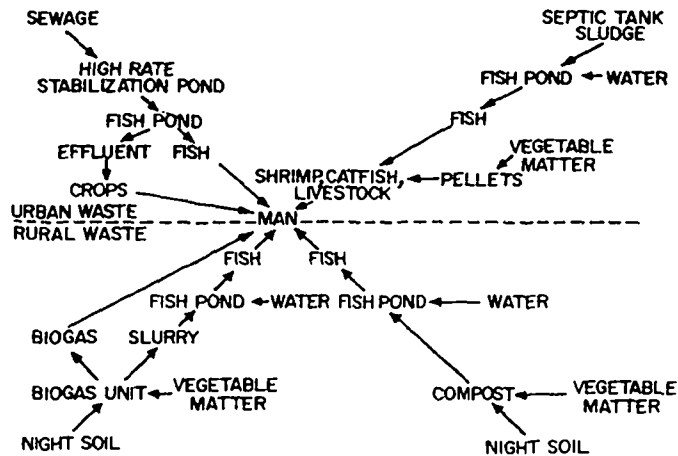 SEWAGE
SEPTIC TANK
SLUDGE
HIGH RATE
STABILIZATION POND
FISH POND
WATER
FISH POND
FISH
EFFLUENT
FISH
VEGETABLE
MATTER
SHRIMP, CATFISH,
LIVESTOCK
PELLETS
CROPS
URBAN WASTE
MAN
RURAL WASTE
FISH
FISH
FISH POND
WATER
FISH POND
WATER
BIOGAS
SLURRY
BIOGAS UNIT
VEGETABLE
MATTER
COMPOST
VEGETABLE
MATTER
NIGHT SOIL
NIGHT SOIL